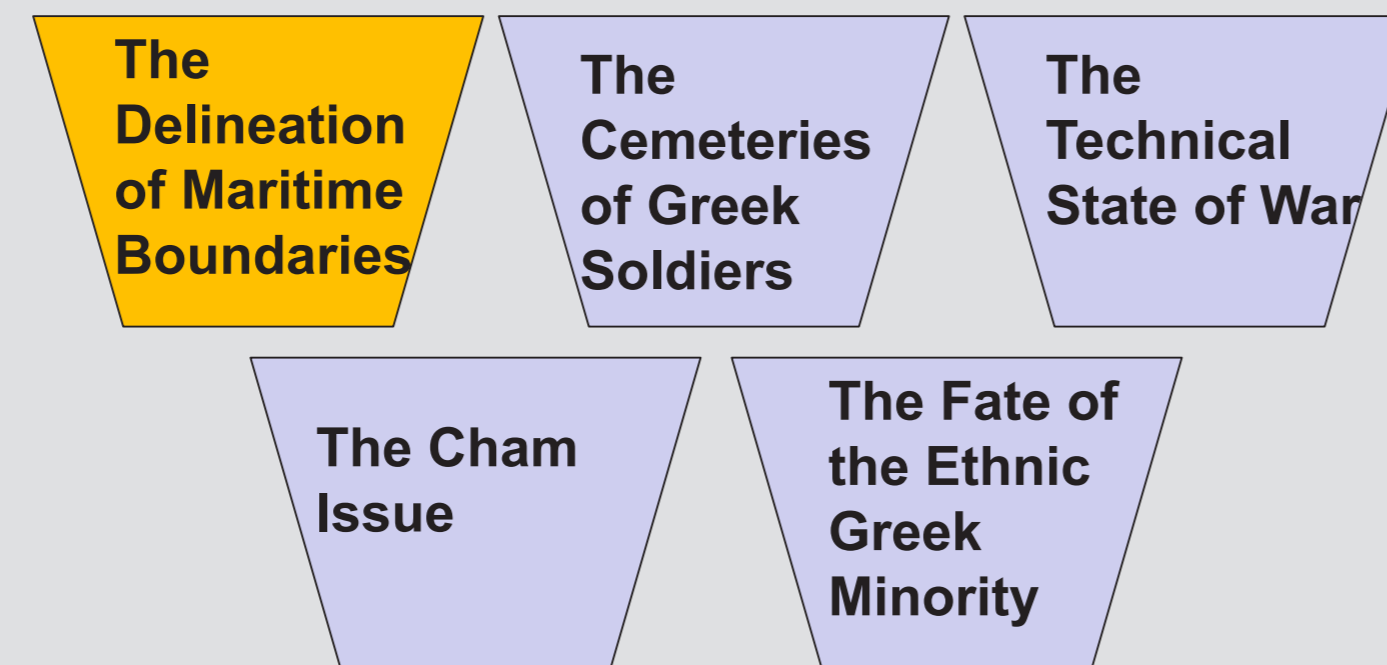 The
Delineation
of Maritime
Boundaries
The
Cemeteries
of Greek
Soldiers
The
Technical
State of War
The Cham
Issue
The Fate of
the Ethnic
Greek
Minority